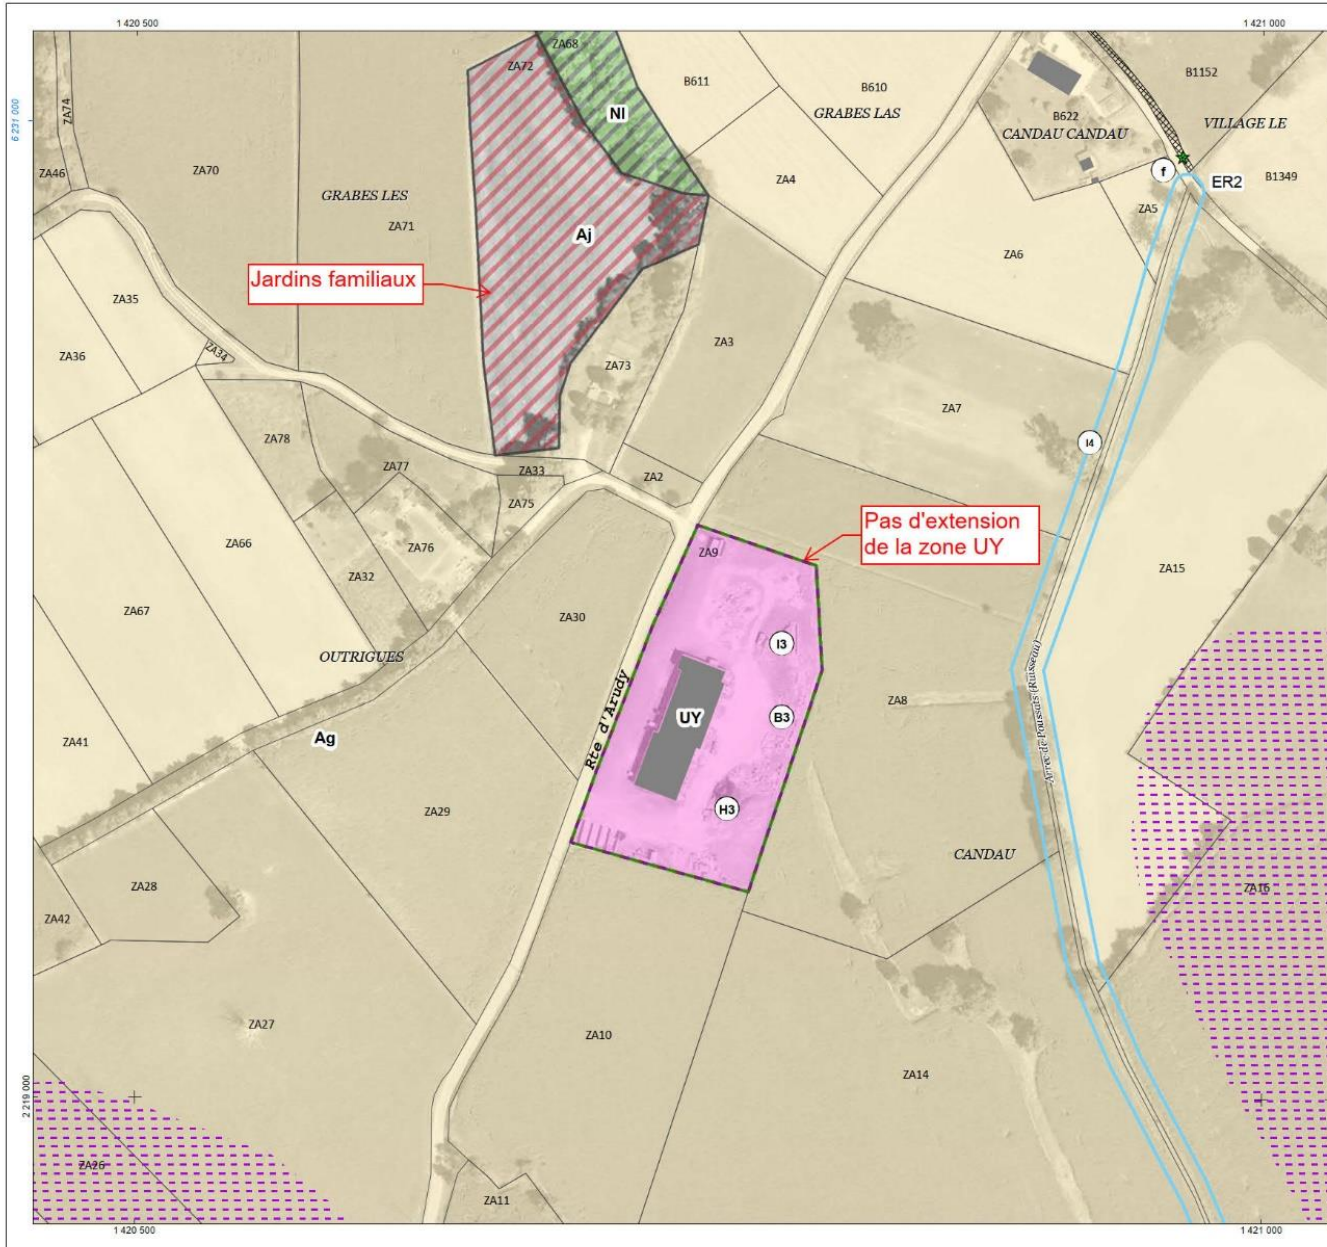 1 420 500
1 421 000
6 231 000
ZA68
ZA72
B611
B610
GRABES LAS
B622
CANDAU CANDAU
B1152
VILLAGE LE
ZA74
NI
f
ER2
B1349
ZA46
ZA70
GRABES LES
ZA71
ZA4
ZA5
Aj
ZA6
Jardins familiaux
ZA35
ZA36
ZA34
ZA3
ZA73
ZA7
ZA78
I4
ZA77
ZA33
ZA2
ZA75
Pas d'extension
de la zone UY
ZA66
ZA76
ZA9
ZA32
ZA15
ZA67
ZA30
OUTRIGUES
I3
Rte d'Arudy
UY
B3
ZA8
ZA41
Ag
ZA29
H3
CANDAU
ZA28
ZA42
ZA16
ZA27
ZA10
ZA14
2 219 000
ZA26
ZA11
1 420 500
1 421 000